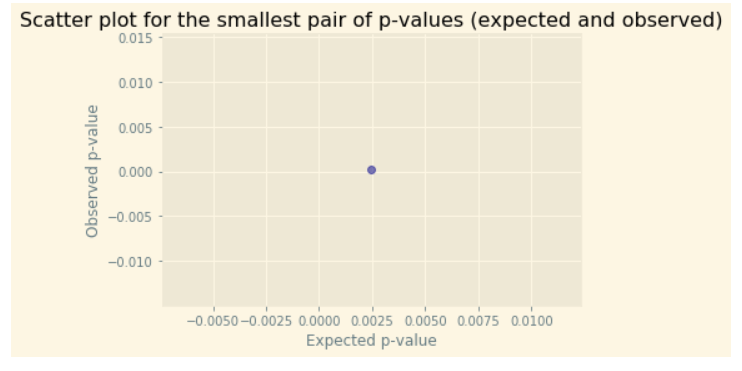 Scatter plot for the smallest pair of p-values (expected and observed)
0.015
0.010
0.005
0.000
−0.005
−0.010
Observed p-value
−0.0050 −0.0025 0.0000 0.0025 0.0050 0.0075 0.0100
Expected p-value